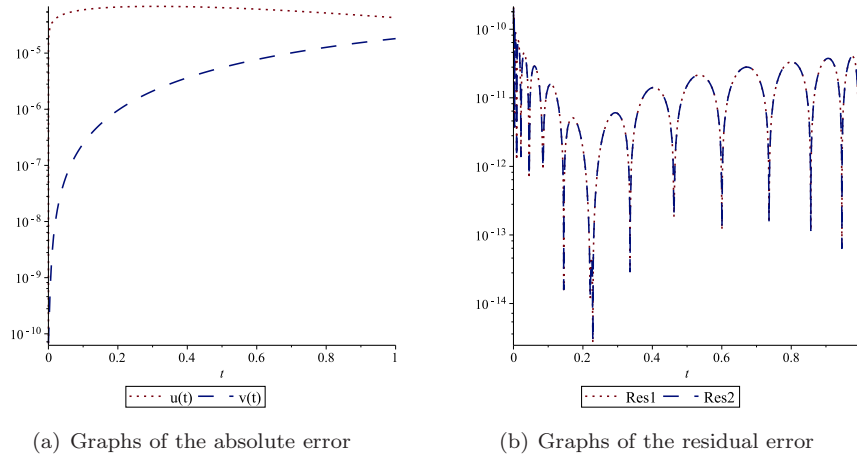 10^{-5}
10^{-6}
10^{-7}
10^{-8}
10^{-9}
10^{-10}
0 0.2 0.4 0.6 0.8 1
t
u(t) v(t)
(a) Graphs of the absolute error
10^{-10}
10^{-11}
10^{-12}
10^{-13}
10^{-14}
0 0.2 0.4 0.6 0.8
t
Res1 Res2
(b) Graphs of the residual error